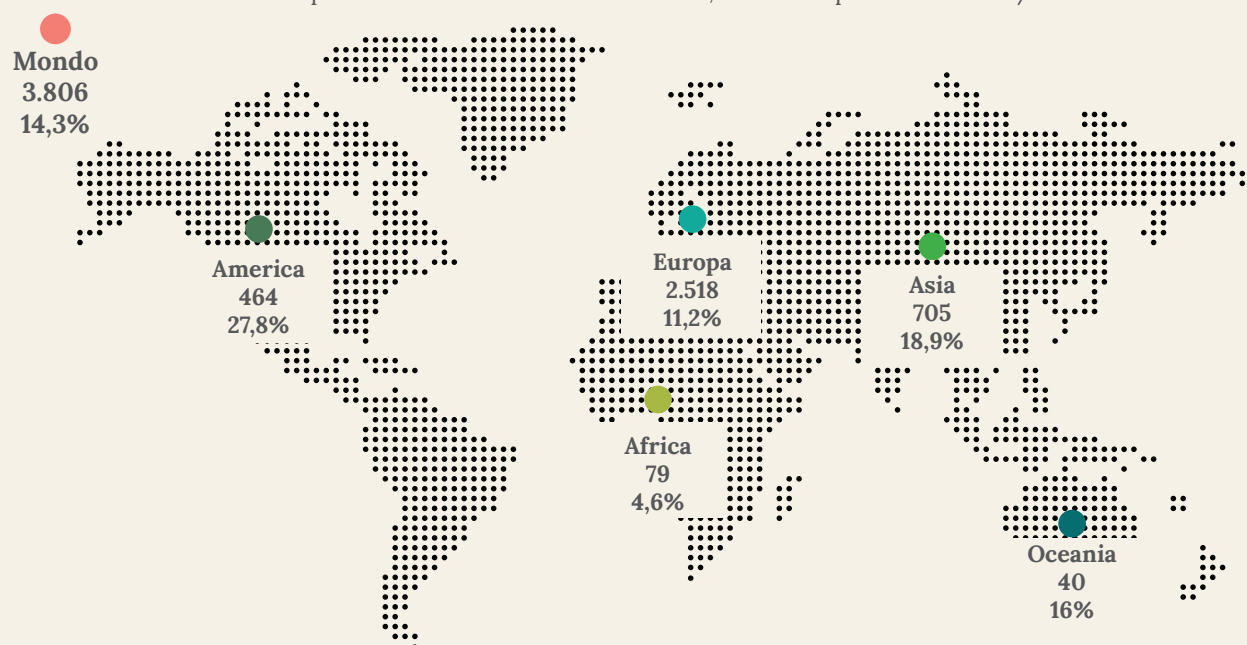 Mondo
3.806
14,3%
America
464
27,8%
Europa
2.518
11,2%
Asia
705
18,9%
Africa
79
4,6%
Oceania
40
16%